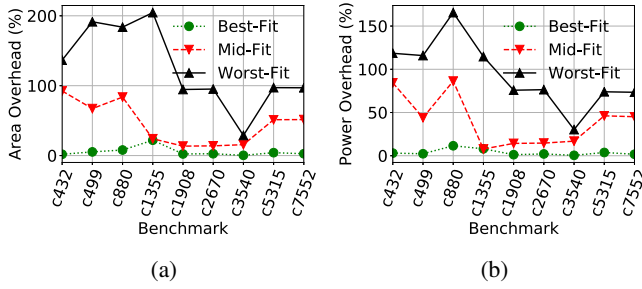 Area Overhead (%)
200
100
0
Best-Fit
Mid-Fit
Worst-Fit
c432
c499
c880
c1355
c1908
c2670
c3540
c5315
c7552
Benchmark
(a)
Power Overhead (%)
150
100
50
0
Best-Fit
Mid-Fit
Worst-Fit
c432
c499
c880
c1355
c1908
c2670
c3540
c5315
c7552
Benchmark
(b)